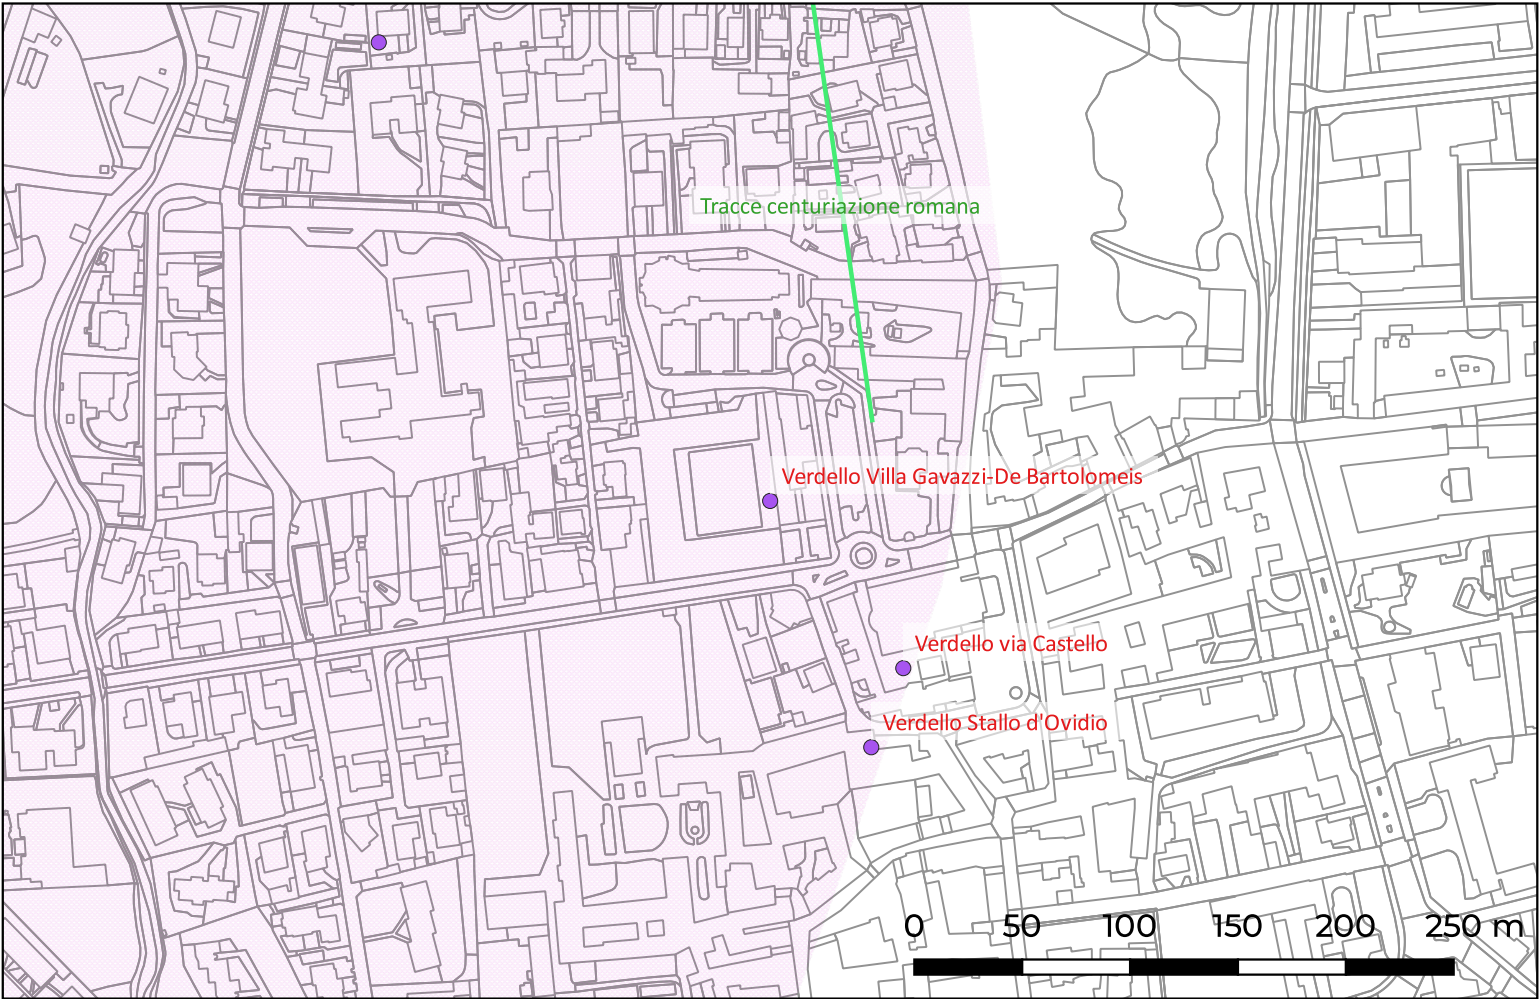 Tracce centuriazione romana
Verdello Villa Gavazzi-De Bartolomeis
Verdello via Castello
Verdello Stallo d'Ovidio
0 50 100 150 200 250 m